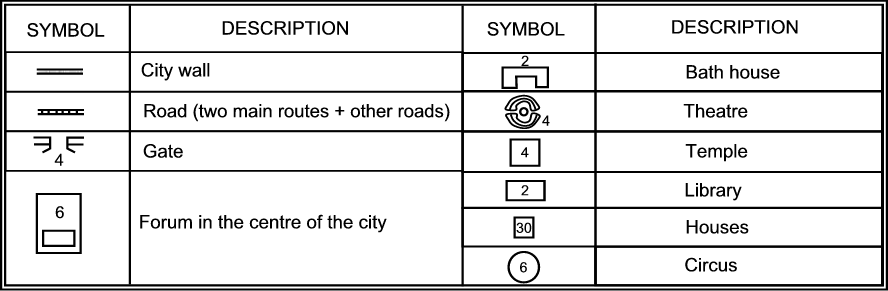 SYMBOL DESCRIPTION SYMBOL DESCRIPTION
City wall 2 Bath house
Road (two main routes + other roads) 4 Theatre
4 Gate 4 Temple
6 Forum in the centre of the city 2 Library
30 Houses
6 Circus